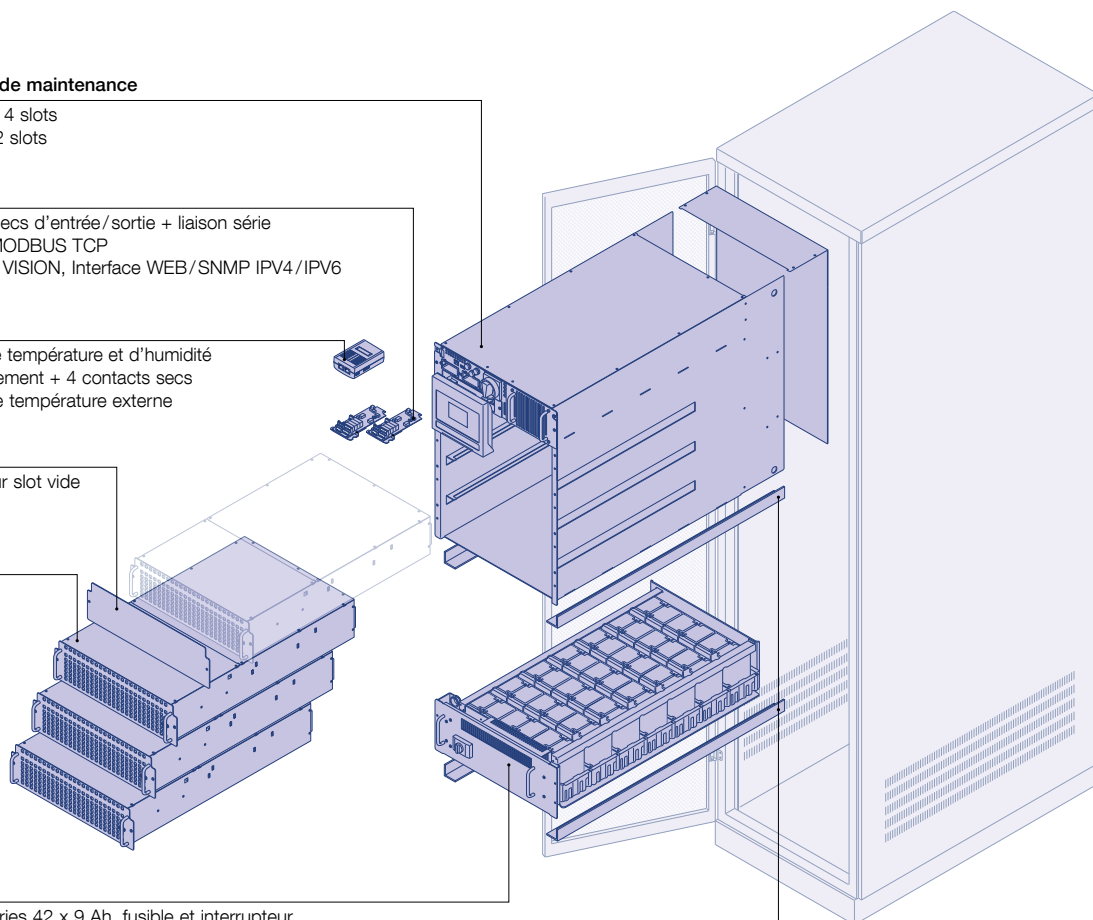 de maintenance
4 slots
2 slots
ecs d'entrée/sortie + liaison série
MODBUS TCP
VISION, Interface WEB/SNMP IPV4/IPV6
température et d'humidité
ement + 4 contacts secs
température externe
slot vide
ries 42 x 9 Ah, fusible et interrupteur